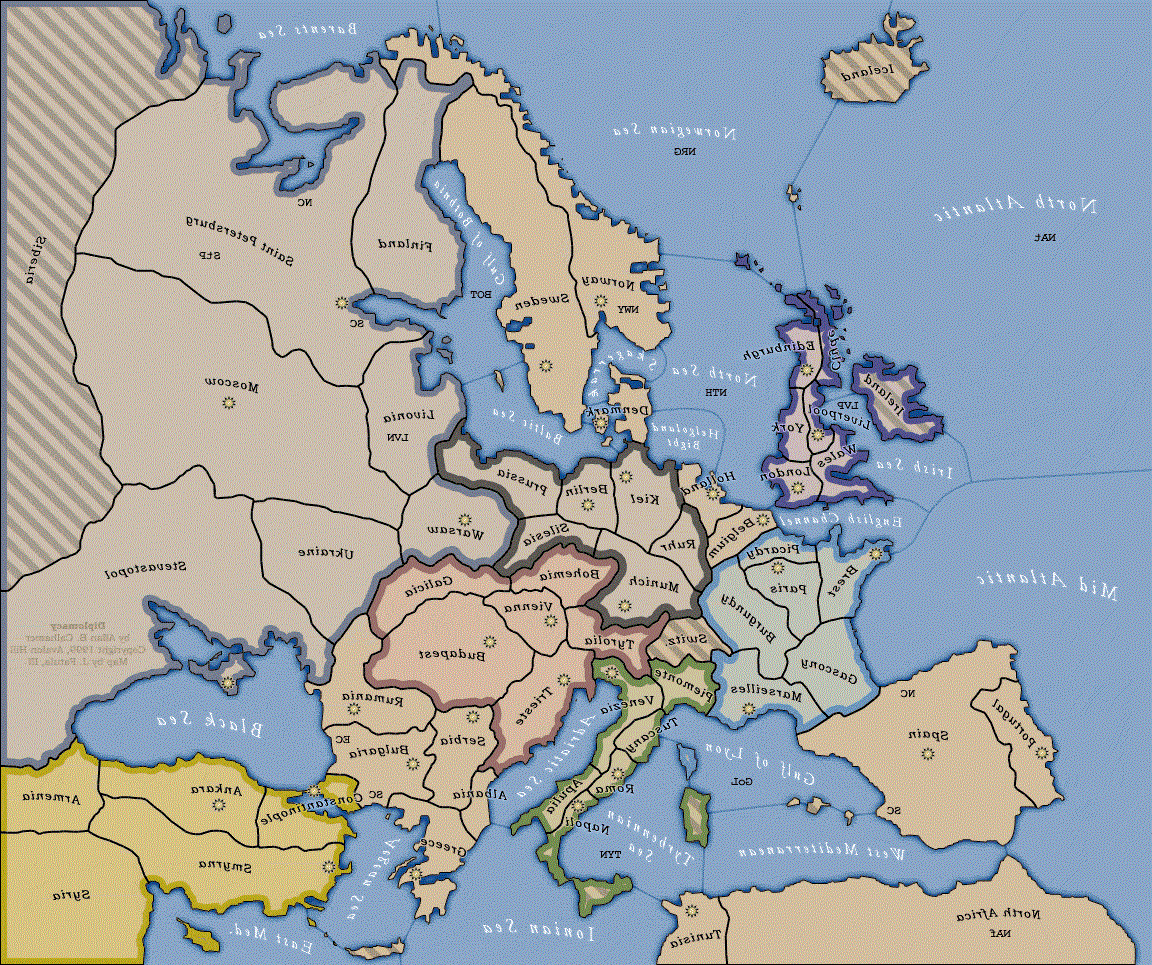 Barents Sea
Iceland
Norwegian Sea
NRG
North Atlantic
NAt
Siberia
NC
Saint Petersburg
StP
SC
Finland
Gulf of Bothnia
BOT
Sweden
Norway
NWY
Skagerrak
North Sea
NTH
Edinburgh
Clyde
Ireland
LVP
Liverpool
York
Wales
London
Irish Sea
Moscow
Livonia
LVN
Baltic Sea
Denmark
Helgoland
Bight
Holland
Prussia
Berlin
Kiel
English Channel
Belgium
Warsaw
Silesia
Ruhr
Picardy
Brest
Paris
Mid Atlantic
Ukraine
Stevastopol
Galicia
Bohemia
Munich
Vienna
Burgundy
Diplomacy
by Allan B. Calhamer
Copyright 1999, Avalon Hill
Map by J. Fatula, III
Budapest
Tyrolia
Switz
Gascony
Marseilles
Piemonte
Venezia
Trieste
Rumania
Black Sea
NC
Portugal
Spain
SC
EC
Bulgaria
SC
Serbia
Adriatic Sea
Tuscany
Gulf of Lyon
GoL
Albania
Roma
Apulia
Napoli
Armenia
Ankara
Constantinople
Tyrhennian
Sea
TYN
West Mediterranean
Greece
Aegean Sea
Smyrna
Syria
East Med.
Ionian Sea
Tunisia
North Africa
NAf